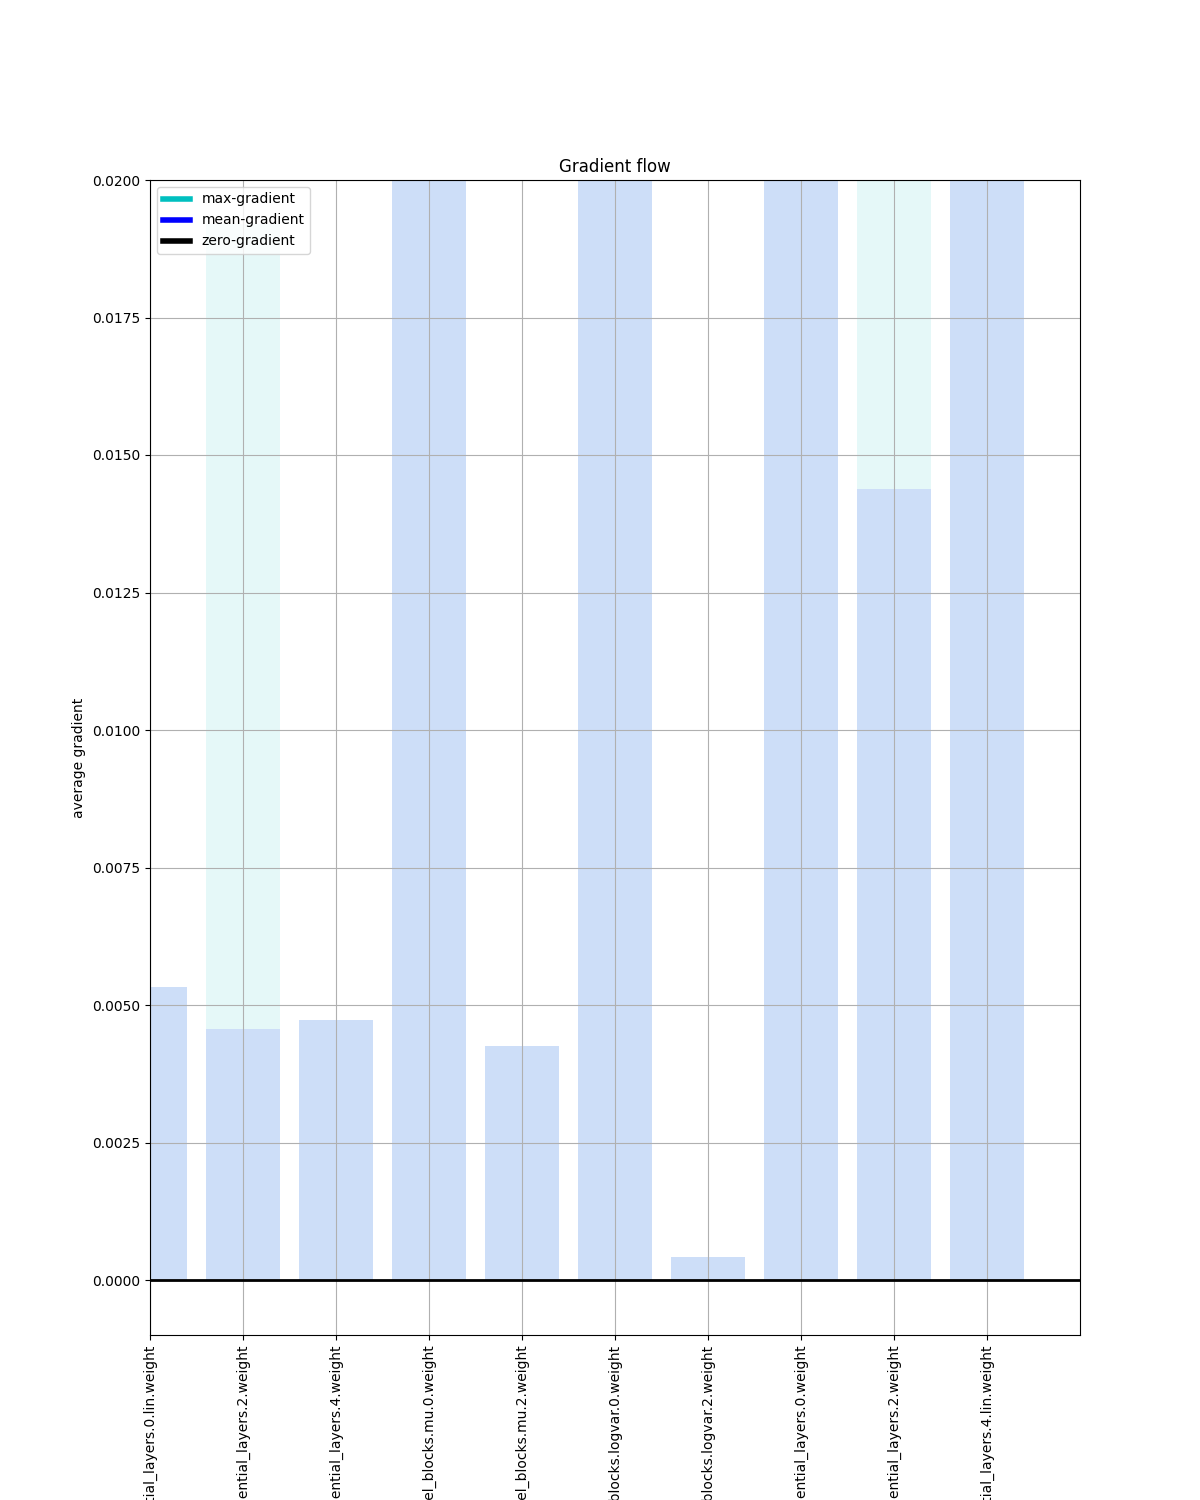 Gradient flow
max-gradient
mean-gradient
zero-gradient
0.0200
0.0175
0.0150
0.0125
0.0100
0.0075
0.0050
0.0025
0.0000
average gradient
tial_layers.0.lin.weight
ential_layers.2.weight
ential_layers.4.weight
el_blocks.mu.0.weight
el_blocks.mu.2.weight
blocks.logvar.0.weight
blocks.logvar.2.weight
ential_layers.0.weight
ential_layers.2.weight
tial_layers.4.lin.weight